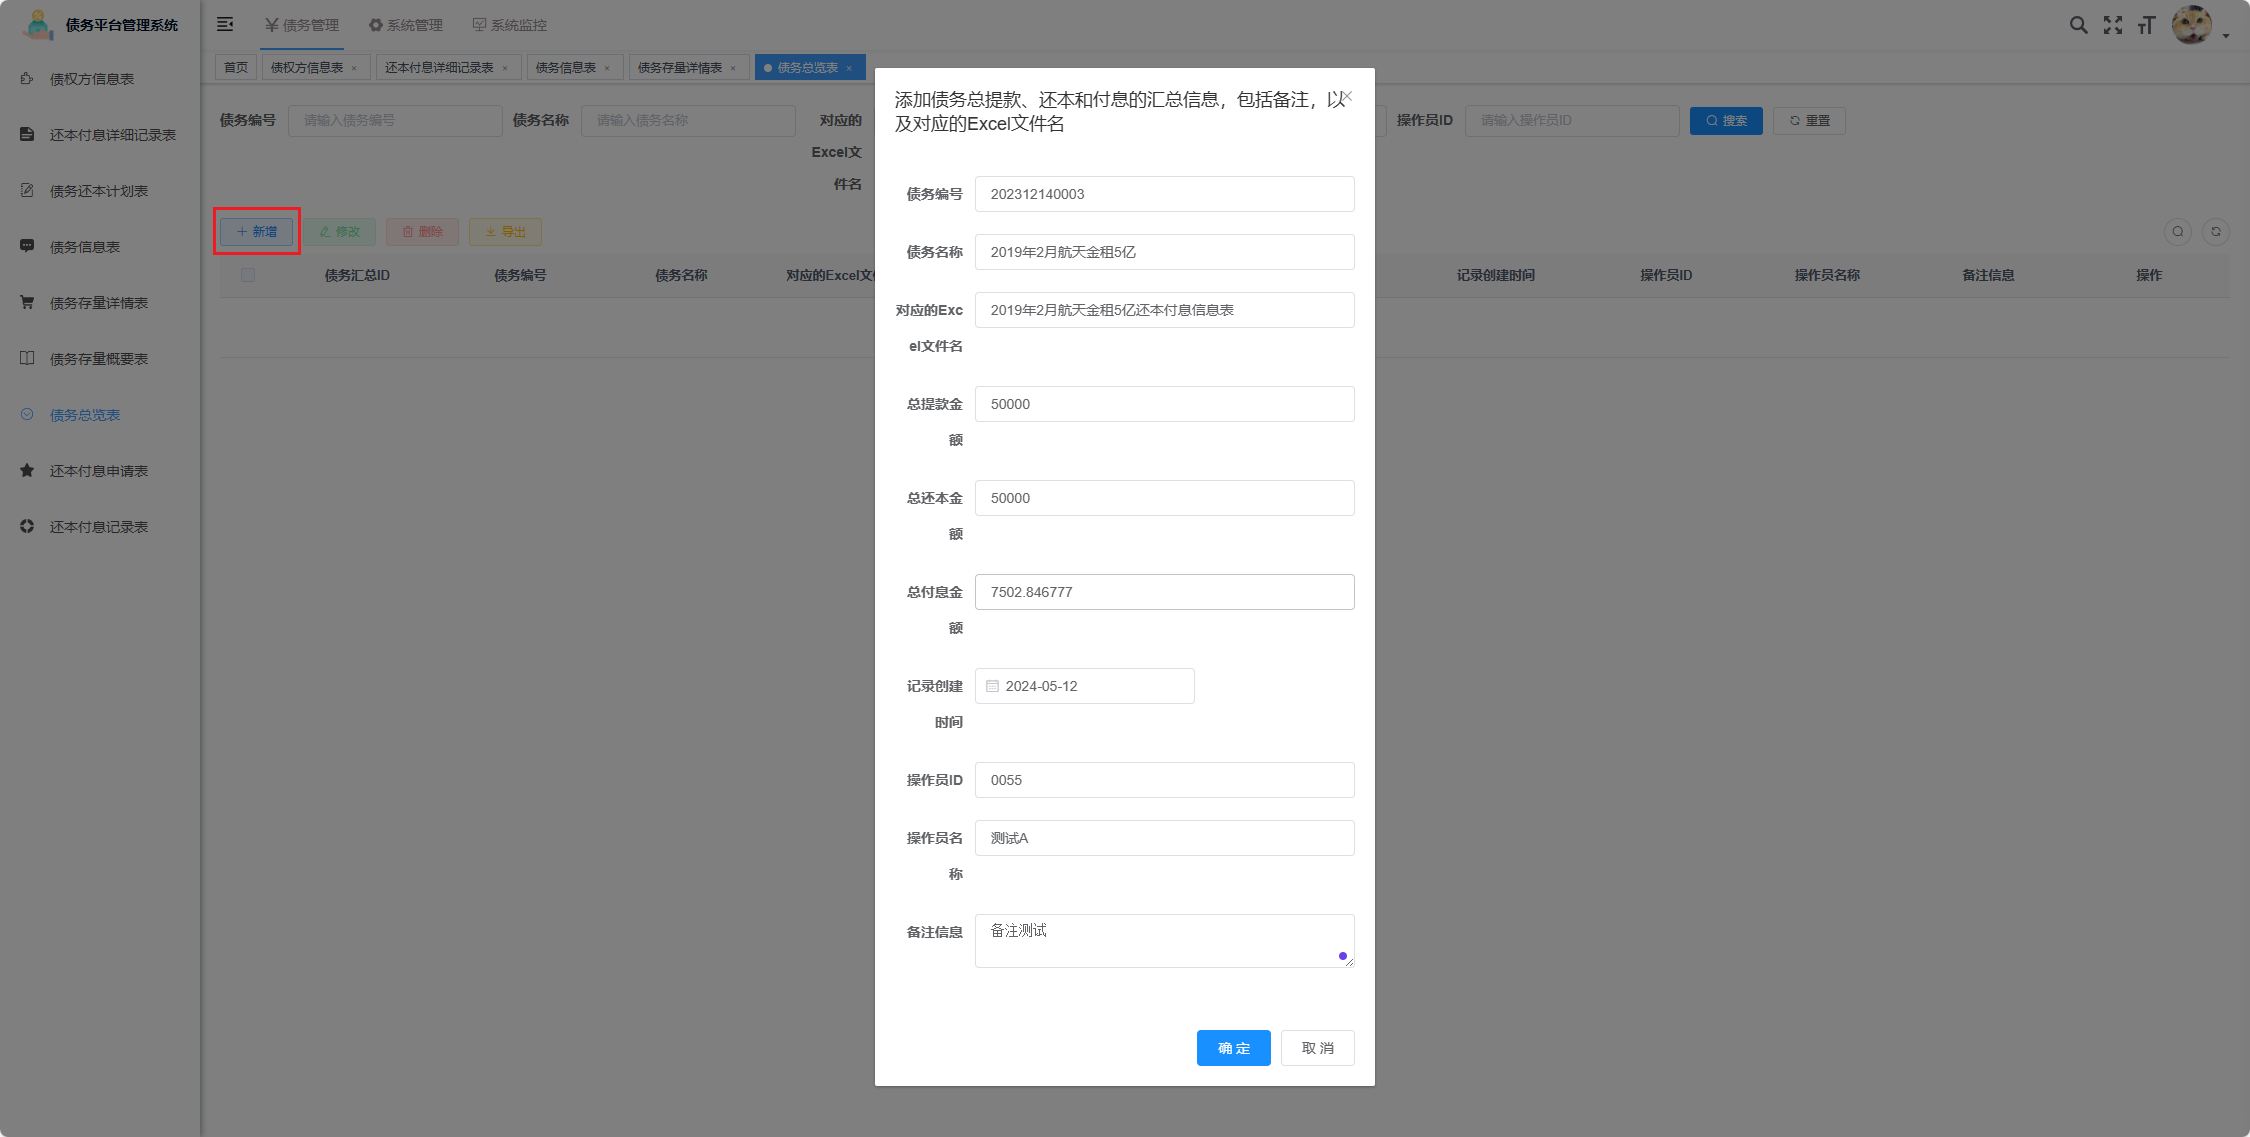 债务平台管理系统
债务管理
系统管理
系统监控
首页
债权方信息表 ×
还本付息详细记录表 ×
债务信息表 ×
债务存量详情表 ×
债务总览表 ×
债权方信息表
还本付息详细记录表
债务还本计划表
债务信息表
债务存量详情表
债务存量概要表
债务总览表
还本付息申请表
还本付息记录表
债务编号
请输入债务编号
债务名称
请输入债务名称
对应的
Excel文
件名
操作员ID
请输入操作员ID
搜索
重置
新增
修改
删除
导出
债务汇总ID
债务编号
债务名称
对应的Excel文
记录创建时间
操作员ID
操作员名称
备注信息
操作
添加债务总提款、还本和付息的汇总信息，包括备注，以
及对应的Excel文件名
债务编号
202312140003
债务名称
2019年2月航天金租5亿
对应的Exc
el文件名
2019年2月航天金租5亿还本付息信息表
总提款金
额
50000
总还本金
额
50000
总付息金
额
7502.846777
记录创建
时间
2024-05-12
操作员ID
0055
操作员名
称
测试A
备注信息
备注测试
确 定
取 消